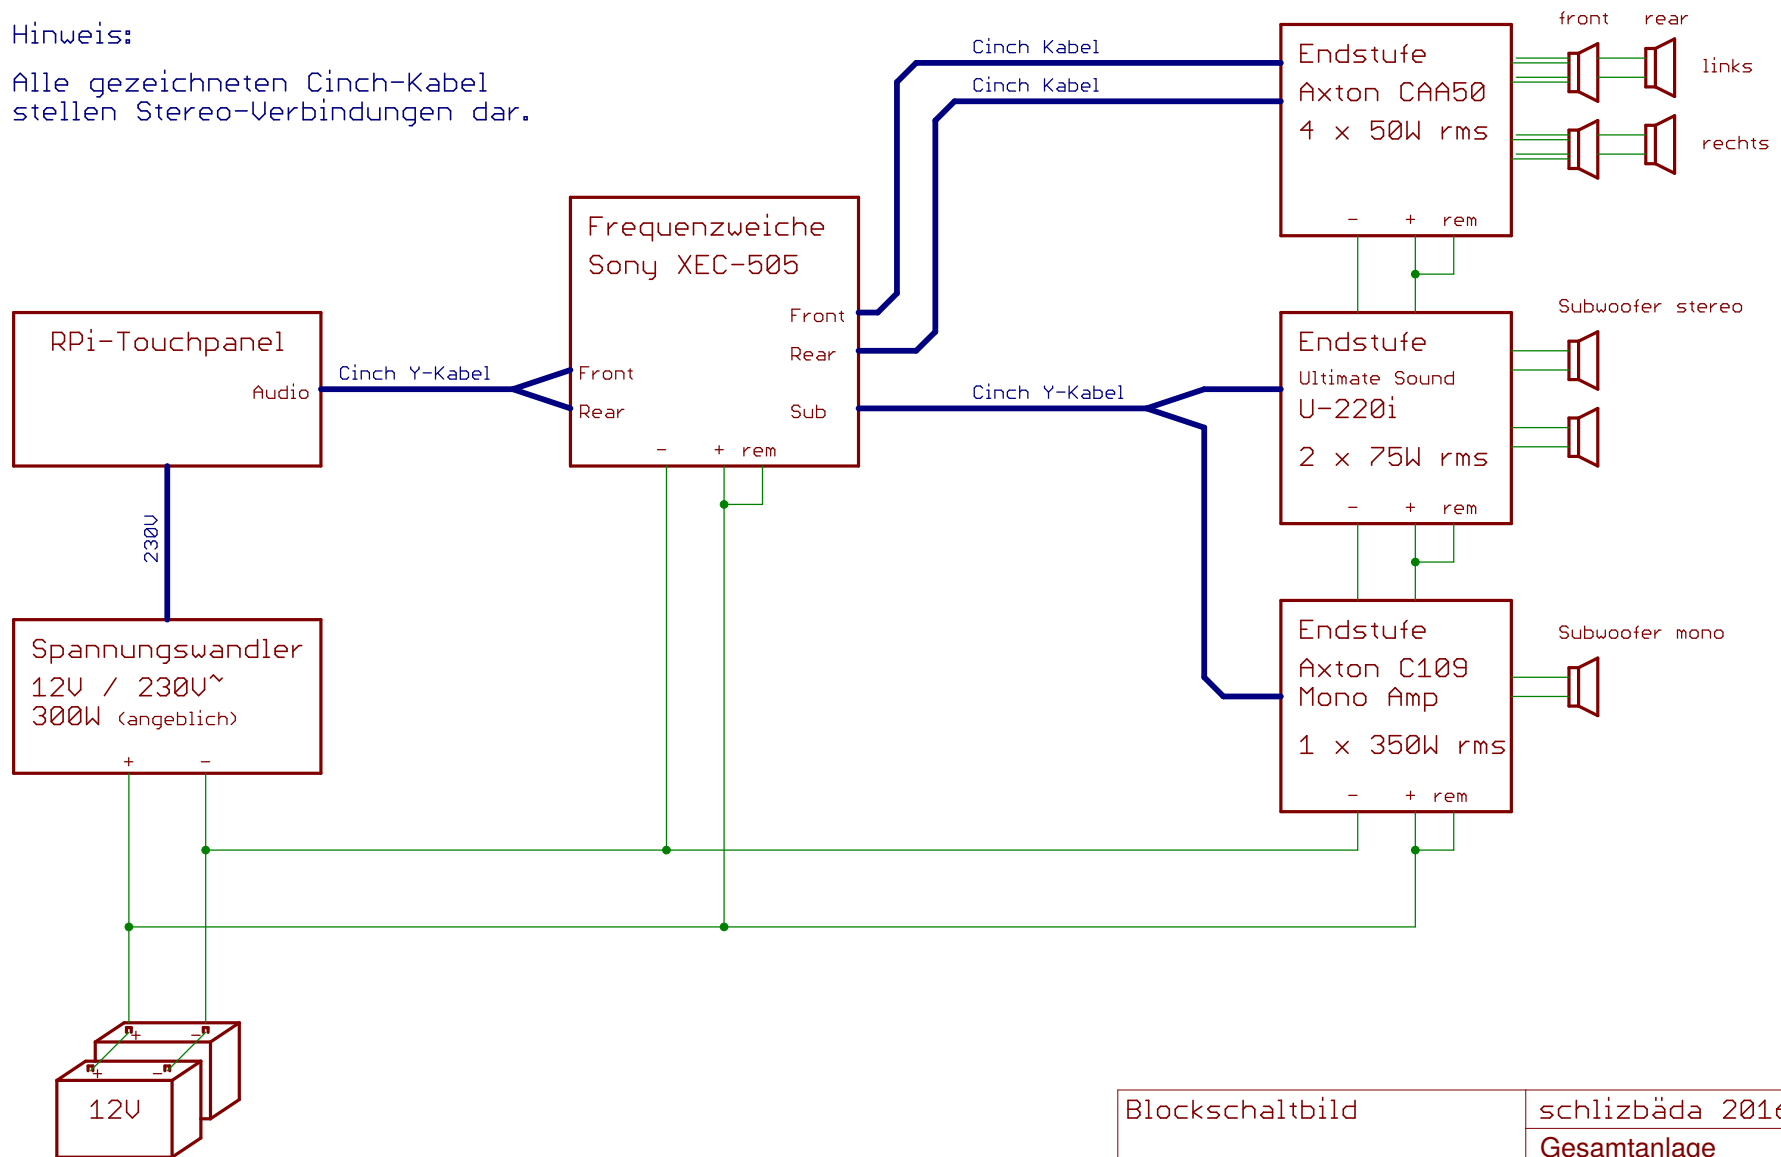 Hinweis:
Alle gezeichneten Cinch-Kabel
stellen Stereo-Verbindungen dar.
Cinch Kabel
Cinch Kabel
Endstufe
Axton CAA50
4 x 50W rms
- + rem
front rear
links
rechts
Frequenzweiche
Sony XEC-505
Front
Rear
Sub
Front
Rear
- + rem
RPi-Touchpanel
Audio
Cinch Y-Kabel
Cinch Y-Kabel
Endstufe
Ultimate Sound
U-220i
2 x 75W rms
- + rem
Subwoofer stereo
230V
Spannungswandler
12V / 230V~
300W (angeblich)
+ -
Endstufe
Axton C109
Mono Amp
1 x 350W rms
- + rem
Subwoofer mono
+ -
+ -
12V
Blockschaltbild
schlizbäda 2016
Gesamtanlage